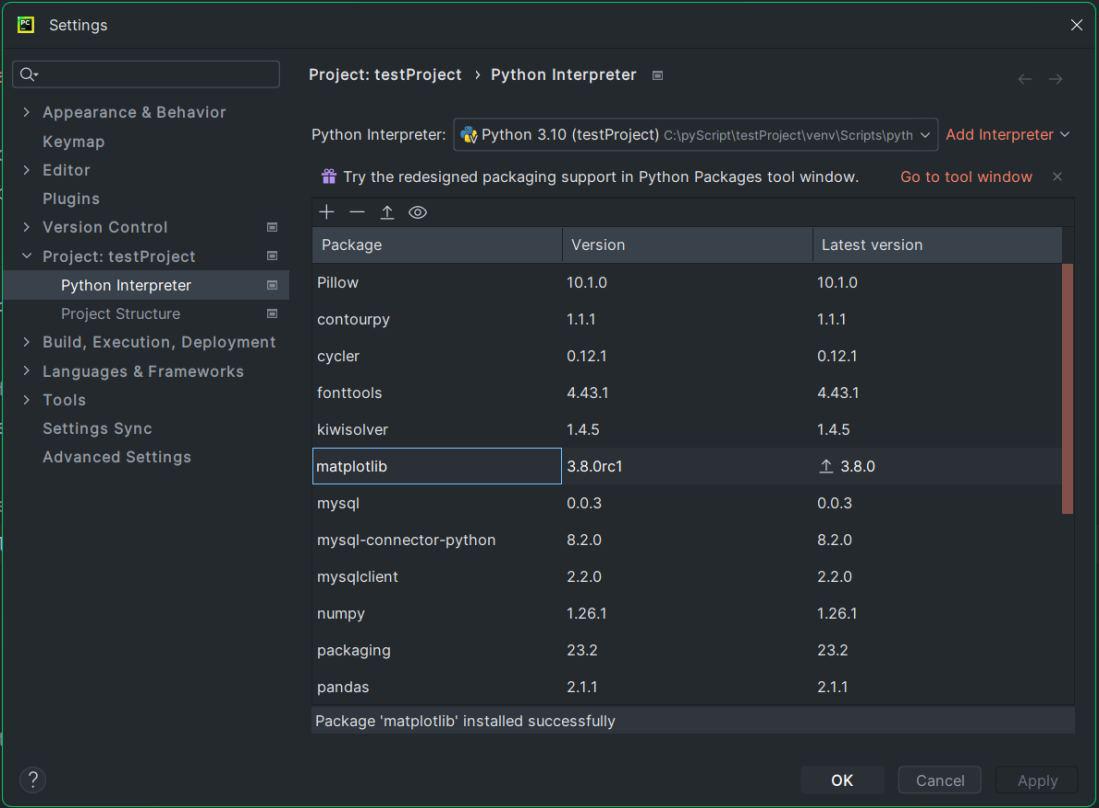 PC
Settings
Project: testProject › Python Interpreter
Appearance & Behavior
Keymap
Editor
Plugins
Version Control
Project: testProject
Python Interpreter
Project Structure
Build, Execution, Deployment
Languages & Frameworks
Tools
Settings Sync
Advanced Settings
Python Interpreter: Python 3.10 (testProject) C:\pyScript\testProject\venv\Scripts\pyth Add Interpreter
Try the redesigned packaging support in Python Packages tool window. Go to tool window
Package Version Latest version
Pillow 10.1.0 10.1.0
contourpy 1.1.1 1.1.1
cycler 0.12.1 0.12.1
fonttools 4.43.1 4.43.1
kiwisolver 1.4.5 1.4.5
matplotlib 3.8.0rc1 3.8.0
mysql 0.0.3 0.0.3
mysql-connector-python 8.2.0 8.2.0
mysqlclient 2.2.0 2.2.0
numpy 1.26.1 1.26.1
packaging 23.2 23.2
pandas 2.1.1 2.1.1
Package 'matplotlib' installed successfully
? OK Cancel Apply